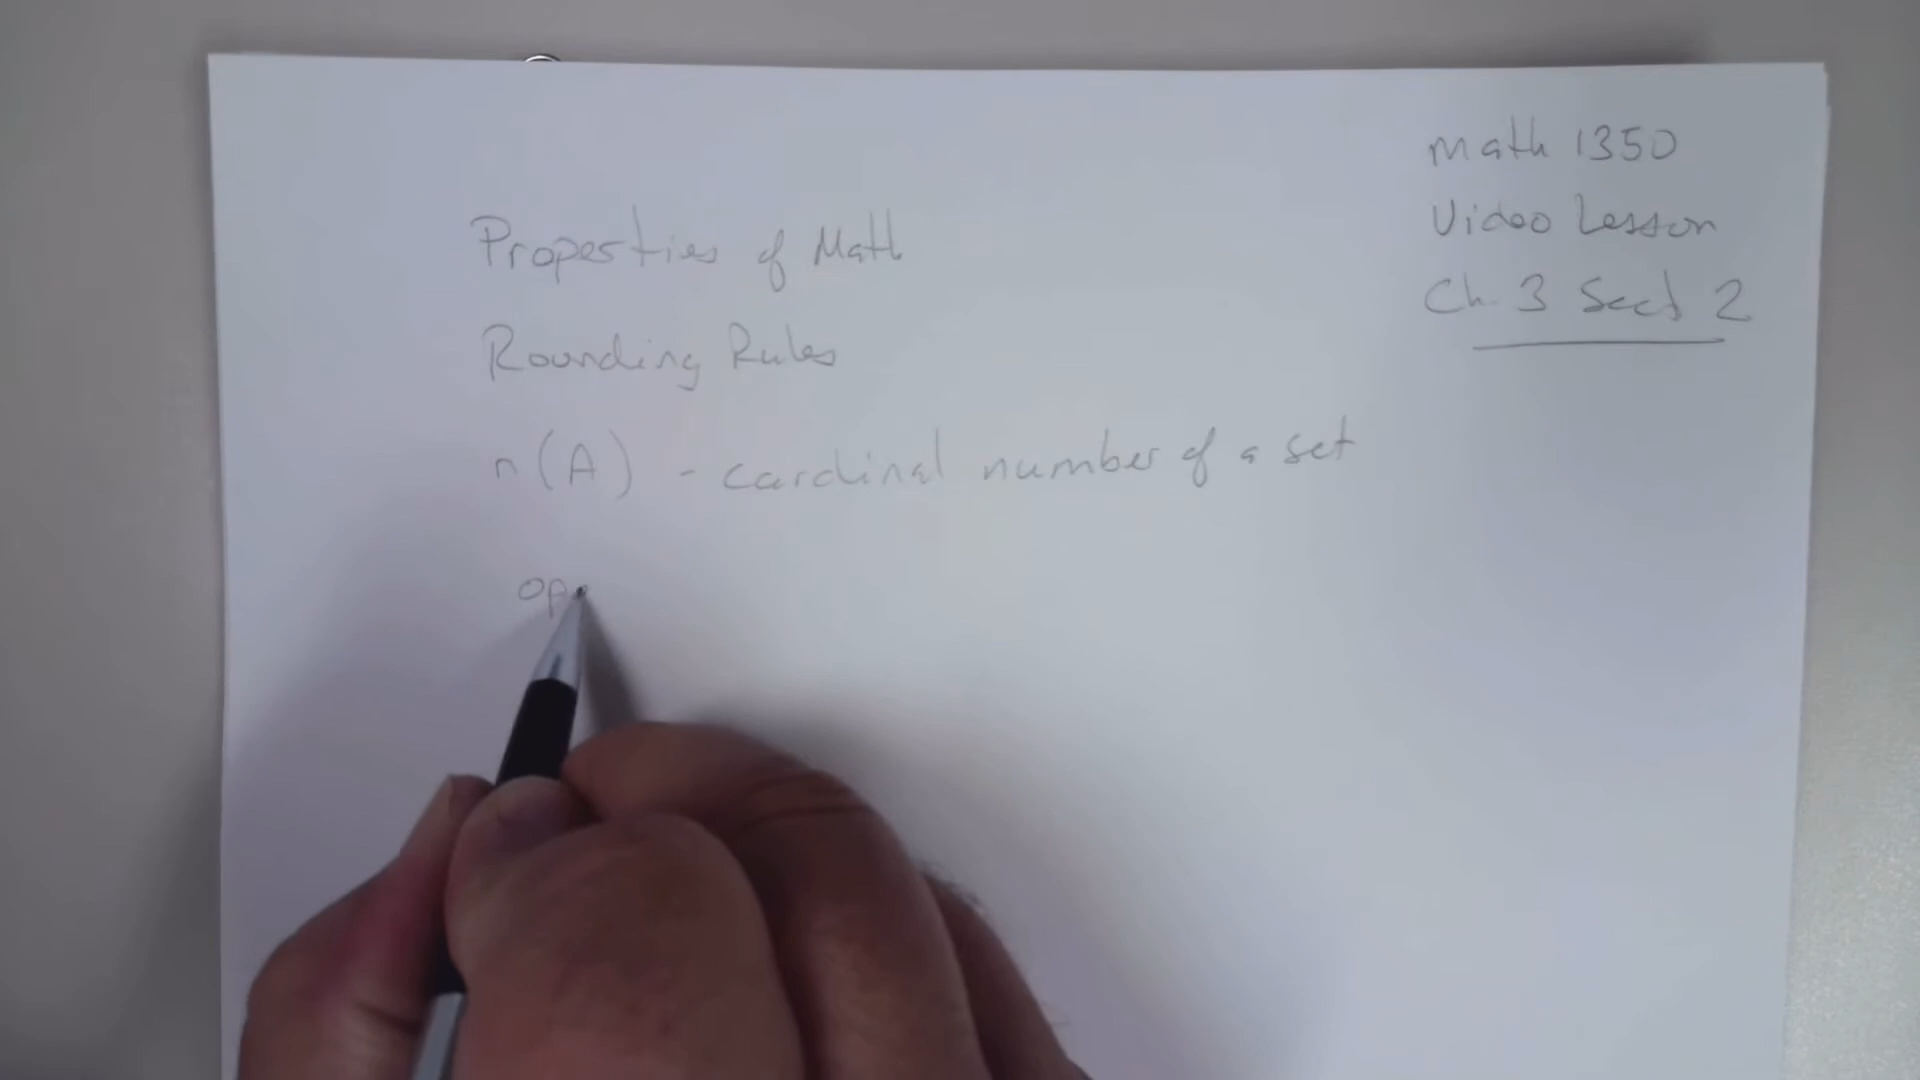 Math 1350
Video Lesson
Ch. 3 Sect 2
Properties of Math
Rounding Rules
n(A) - cardinal number of a set
op